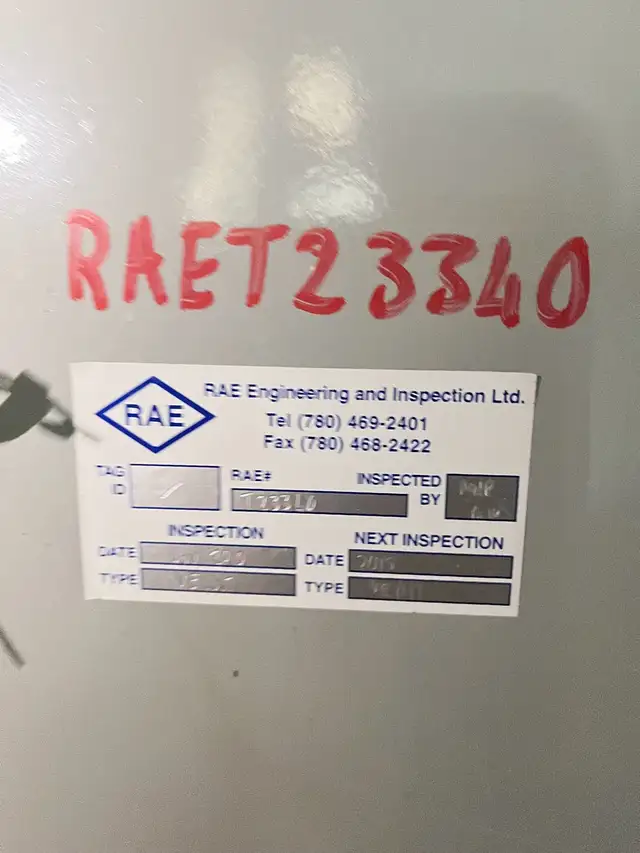 RAET23340
RAE
RAE Engineering and Inspection Ltd.
Tel (780) 469-2401
Fax (780) 468-2422
TAG ID
RAE#
T23340
INSPECTED BY
INSPECTION
DATE
TYPE
NEXT INSPECTION
DATE
TYPE